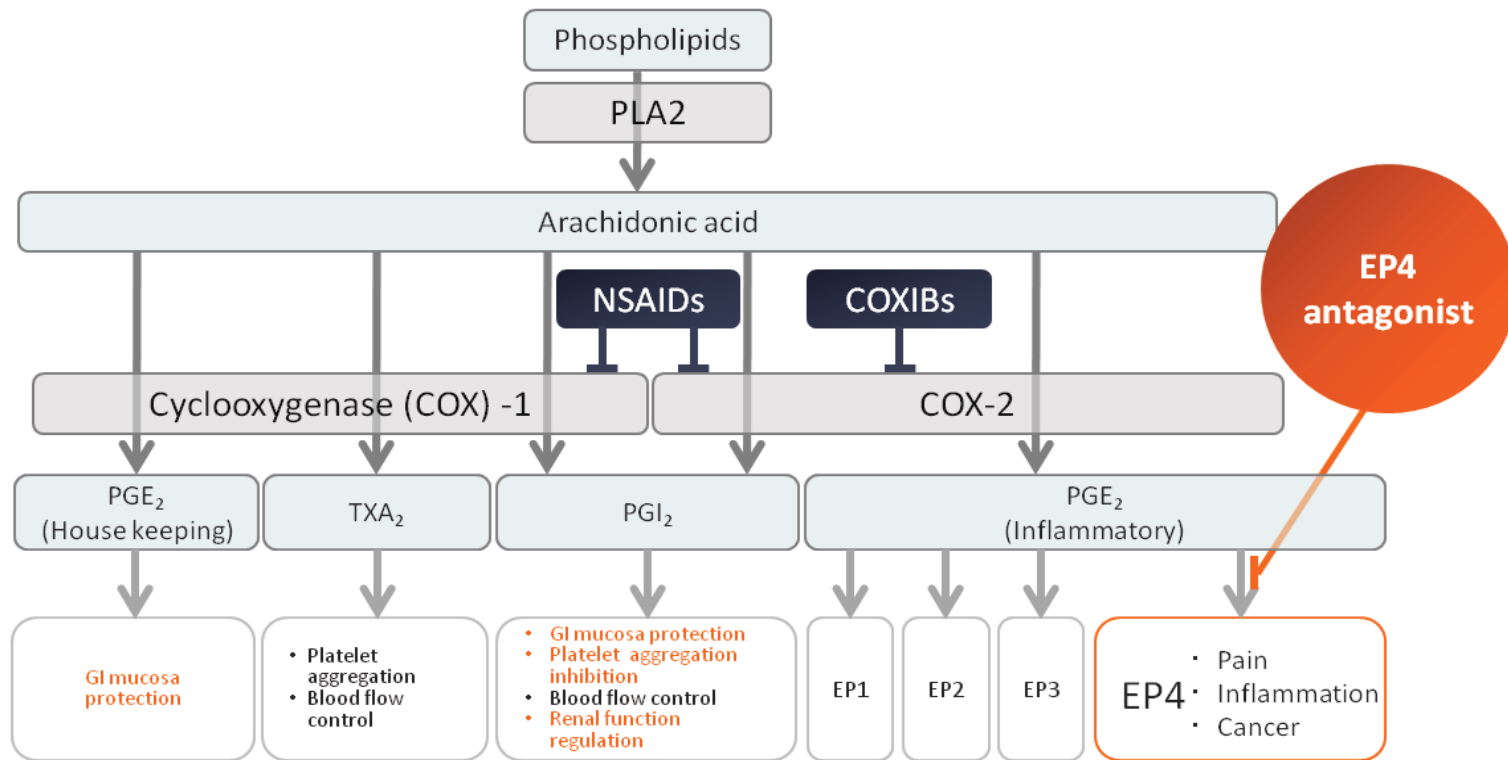 Phospholipids
PLA2
Arachidonic acid
NSAIDs
COXIBs
EP4
antagonist
Cyclooxygenase (COX) -1
COX-2
PGE₂
(House keeping)
TXA₂
PGI₂
PGE₂
(Inflammatory)
GI mucosa
protection
• Platelet
aggregation
• Blood flow
control
• GI mucosa protection
• Platelet aggregation
inhibition
• Blood flow control
• Renal function
regulation
EP1
EP2
EP3
EP4
· Pain
· Inflammation
· Cancer